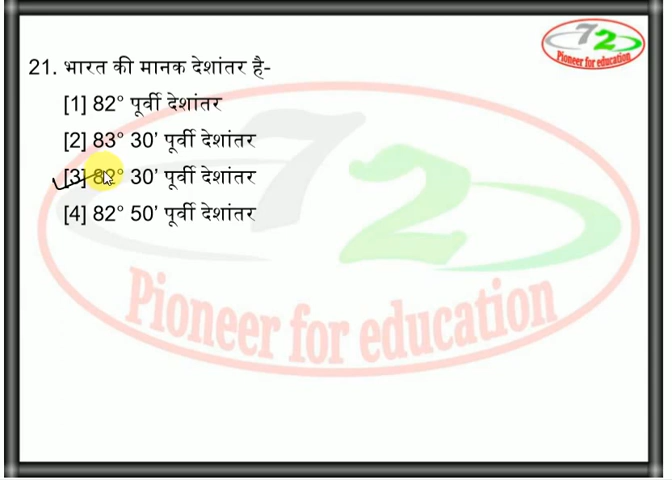 72
Pioneer for education
21. भारत की मानक देशांतर है-
[1] 82° पूर्वी देशांतर
[2] 83° 30' पूर्वी देशांतर
[3] 82° 30' पूर्वी देशांतर
[4] 82° 50' पूर्वी देशांतर
72
Pioneer for education